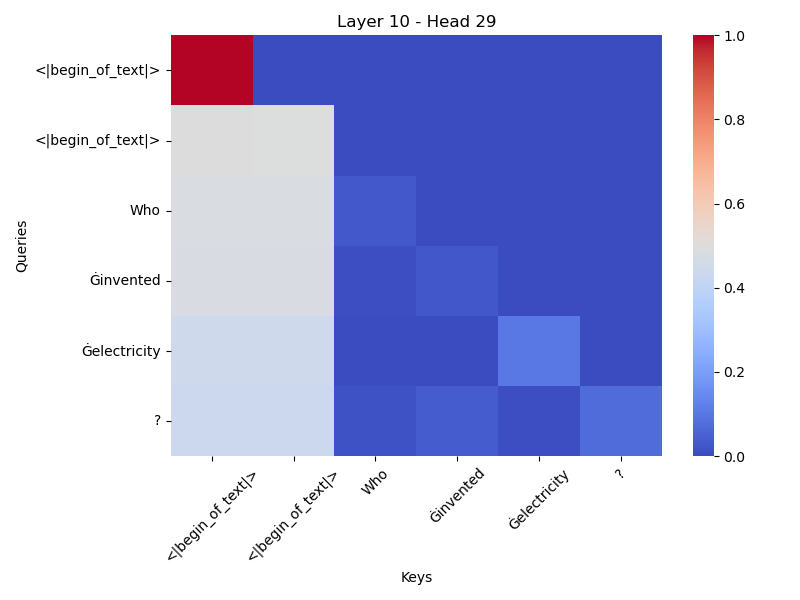 Layer 10 - Head 29
<|begin_of_text|>
<|begin_of_text|>
Who
Ġinvented
Ġelectricity
?
Queries
<|begin_of_text|>
<|begin_of_text|>
Who
Ġinvented
Ġelectricity
?
Keys
1.0
0.8
0.6
0.4
0.2
0.0